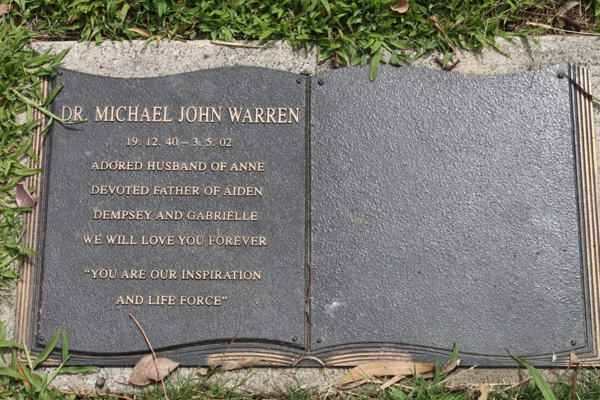 DR. MICHAEL JOHN WARREN
19. 12. 40 – 3. 5. 02
ADORED HUSBAND OF ANNE
DEVOTED FATHER OF AIDEN
DEMPSEY AND GABRIELLE
WE WILL LOVE YOU FOREVER
“YOU ARE OUR INSPIRATION
AND LIFE FORCE”